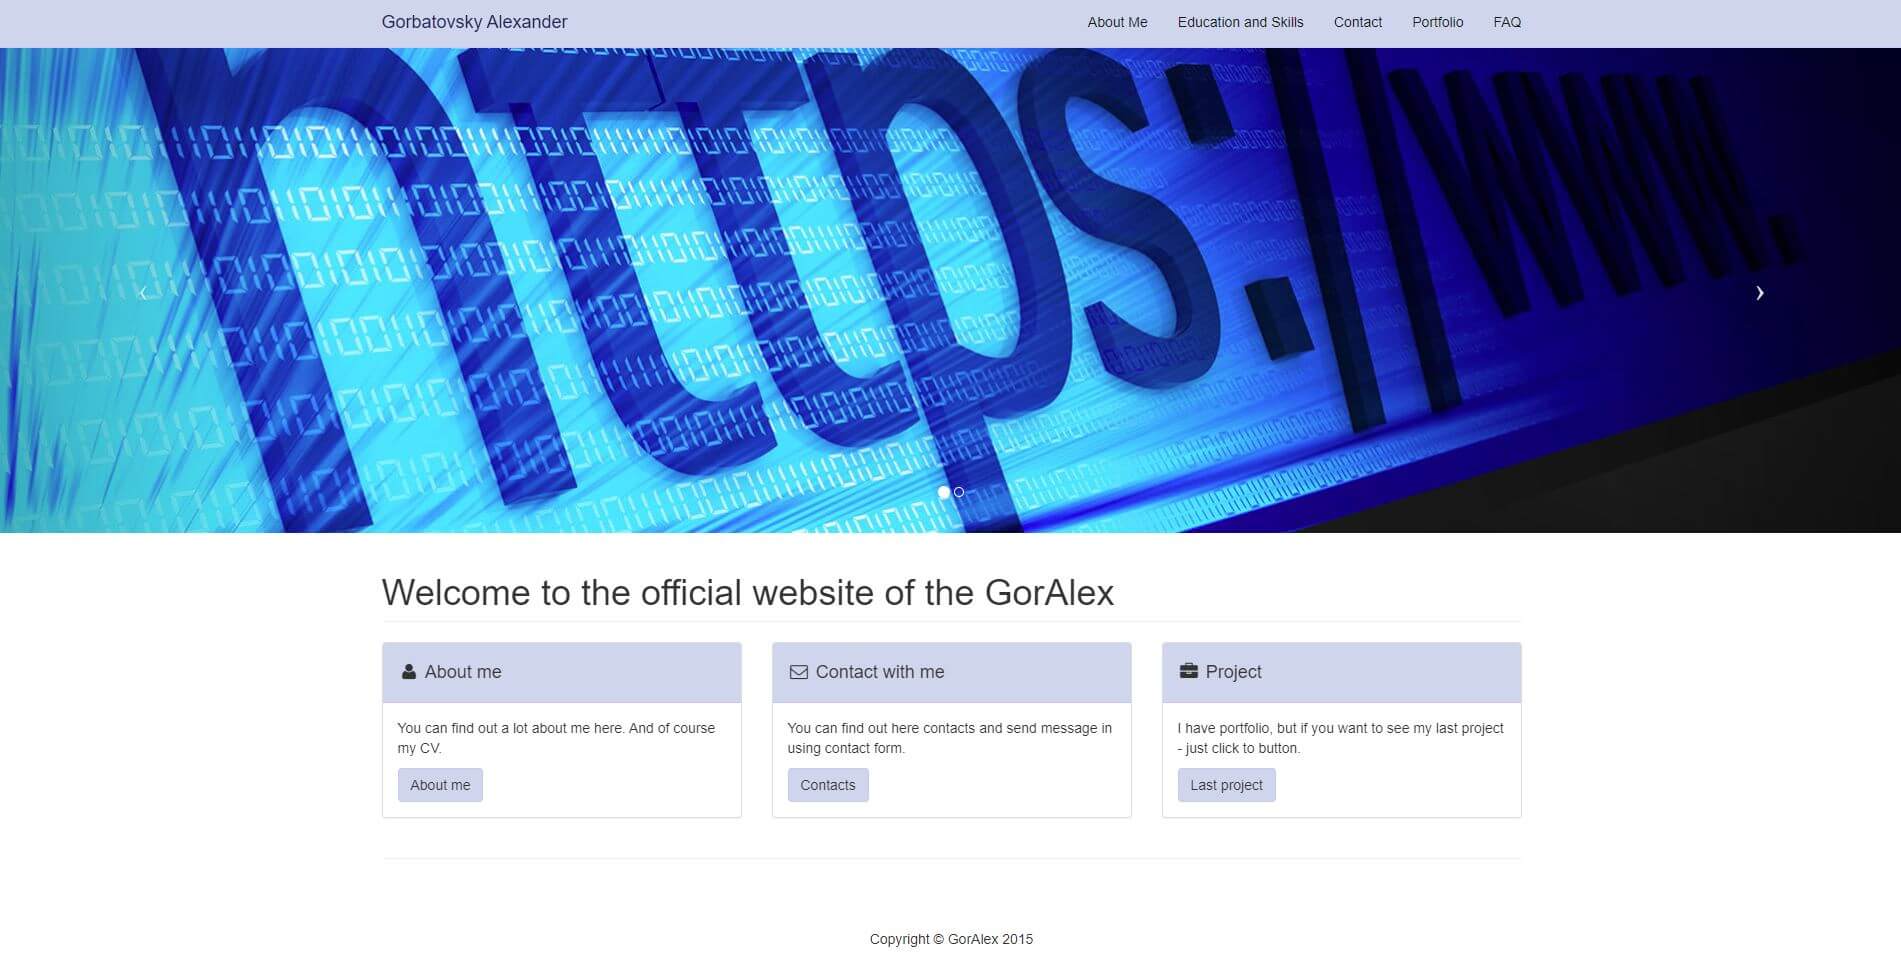 Gorbatovsky Alexander
About Me
Education and Skills
Contact
Portfolio
FAQ
https://www.
Welcome to the official website of the GorAlex
About me
Contact with me
Project
You can find out a lot about me here. And of course
my CV.
About me
You can find out here contacts and send message in
using contact form.
Contacts
I have portfolio, but if you want to see my last project
- just click to button.
Last project
Copyright © GorAlex 2015